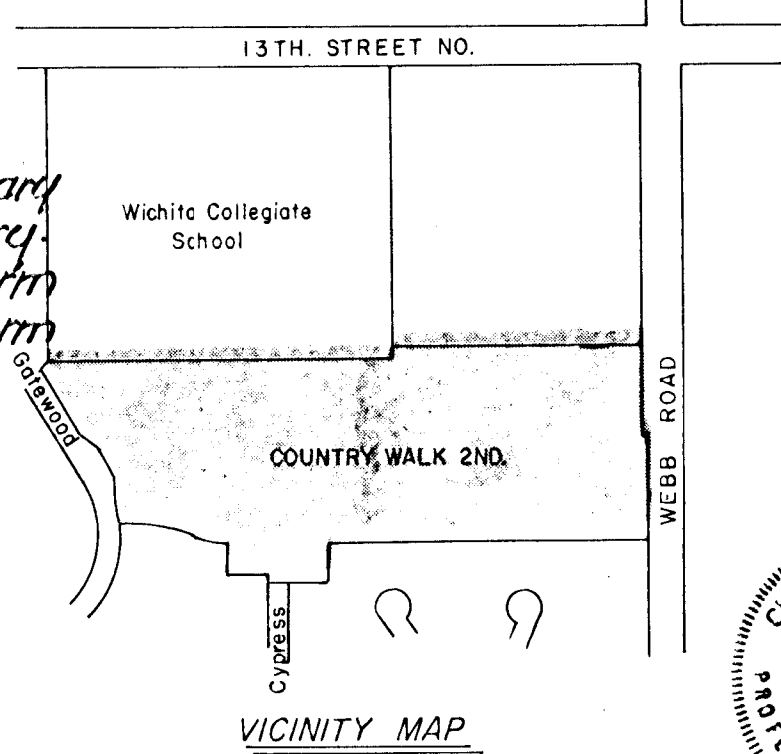 13TH. STREET NO.
Wichita Collegiate
School
Gatewood
COUNTRY WALK 2ND.
WEBB ROAD
Cypress
VICINITY MAP